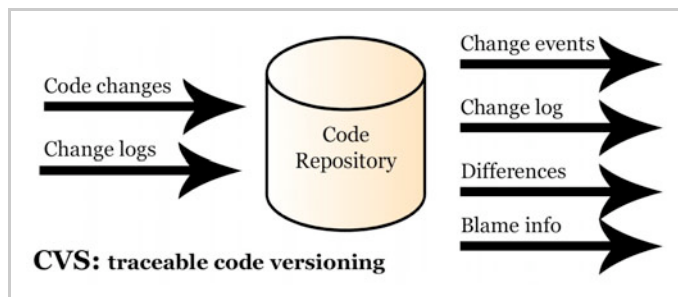 Code changes
Change logs
Code
Repository
Change events
Change log
Differences
Blame info
CVS: traceable code versioning